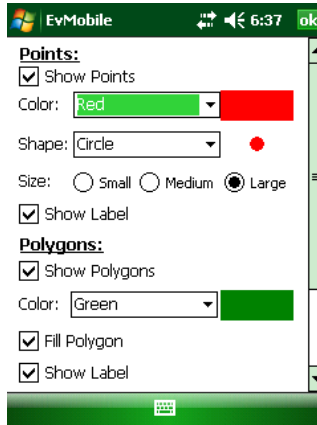 EvMobile 6:37 ok
Points:
Show Points
Color: Red
Shape: Circle
Size: Small Medium Large
Show Label
Polygons:
Show Polygons
Color: Green
Fill Polygon
Show Label